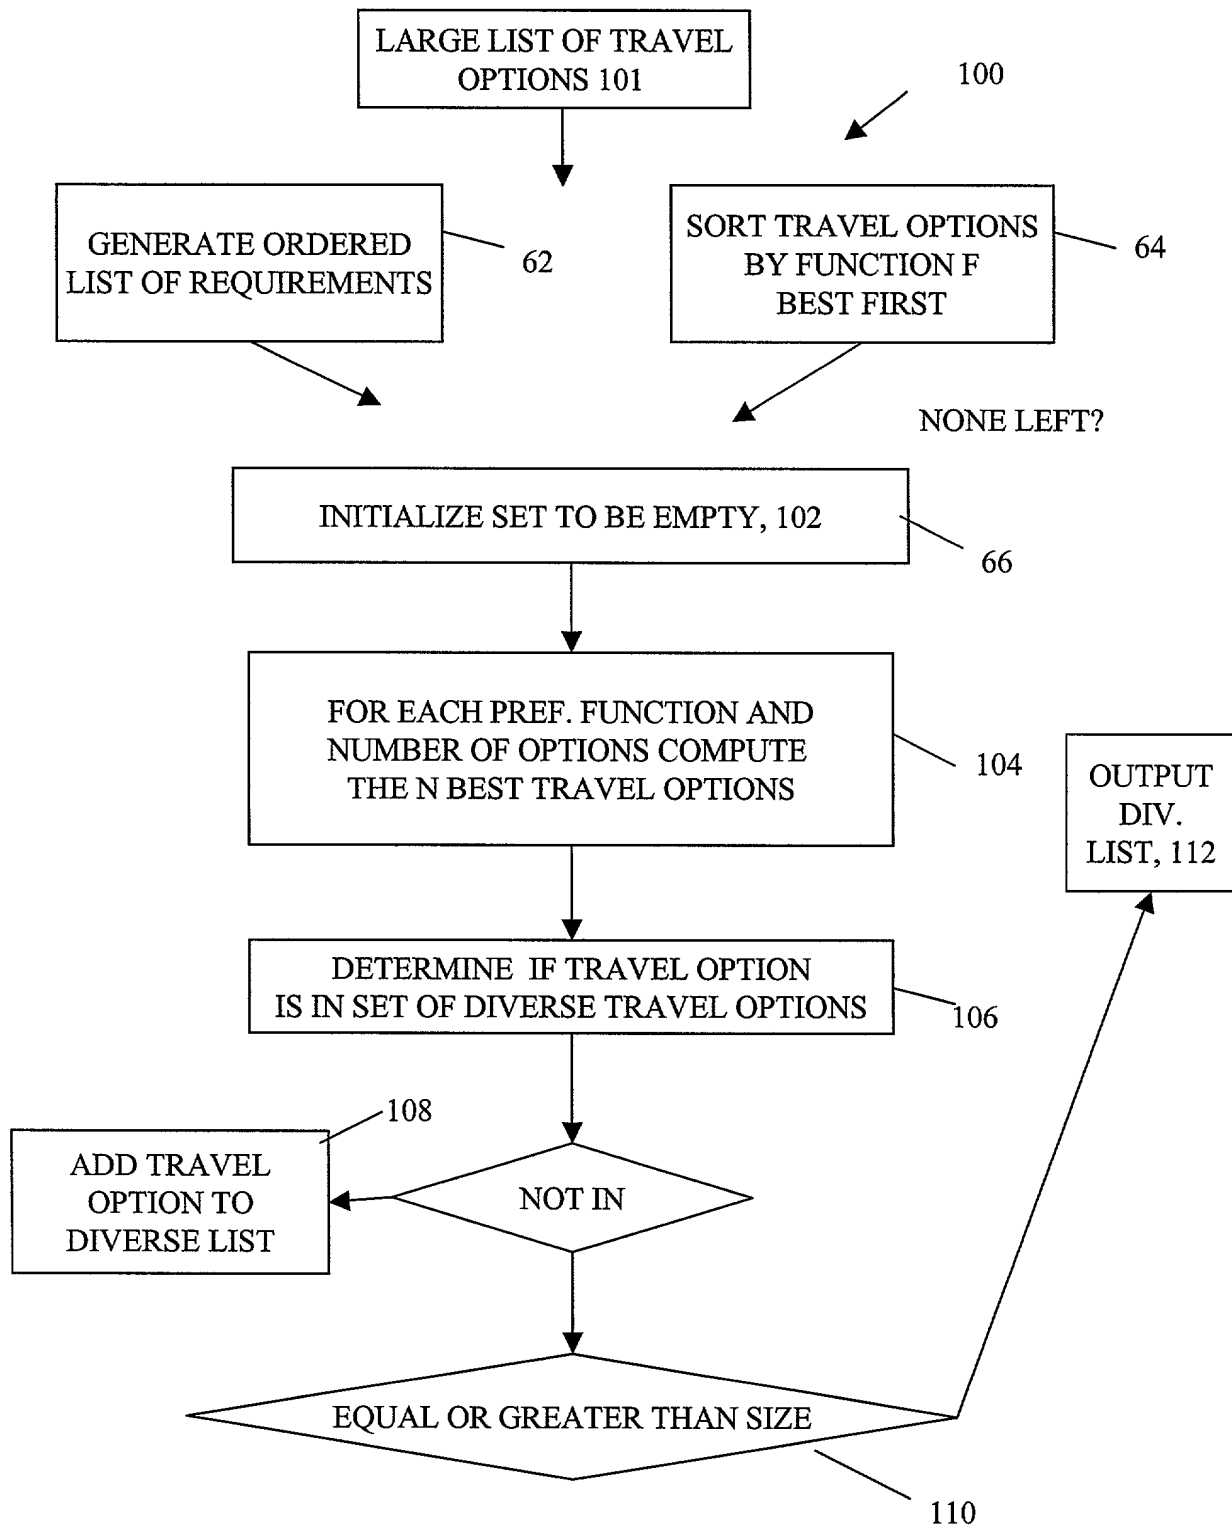 LARGE LIST OF TRAVEL
OPTIONS 101
100
GENERATE ORDERED
LIST OF REQUIREMENTS
62
SORT TRAVEL OPTIONS
BY FUNCTION F
BEST FIRST
64
NONE LEFT?
INITIALIZE SET TO BE EMPTY, 102
66
FOR EACH PREF. FUNCTION AND
NUMBER OF OPTIONS COMPUTE
THE N BEST TRAVEL OPTIONS
104
OUTPUT
DIV.
LIST, 112
DETERMINE IF TRAVEL OPTION
IS IN SET OF DIVERSE TRAVEL OPTIONS
106
108
ADD TRAVEL
OPTION TO
DIVERSE LIST
NOT IN
EQUAL OR GREATER THAN SIZE
110